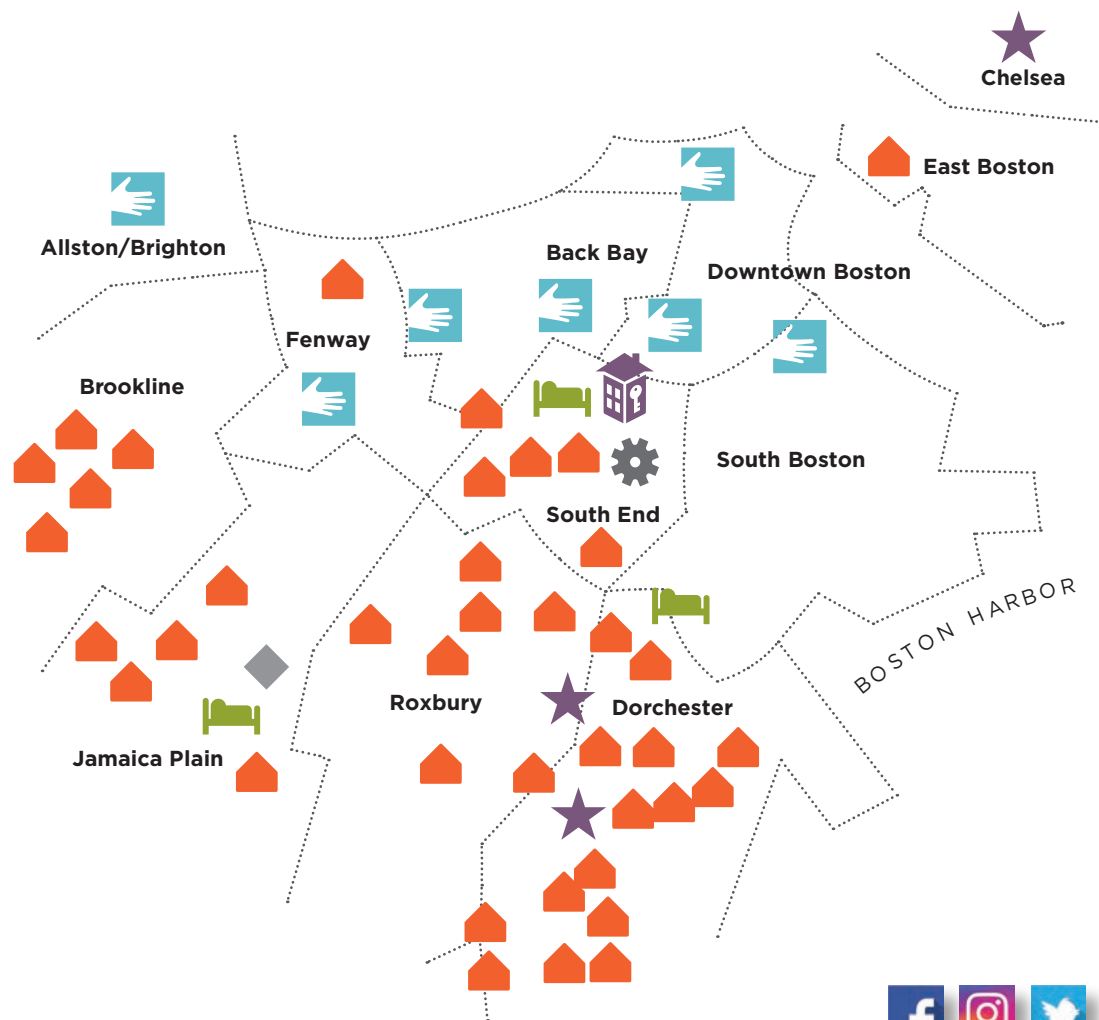 Chelsea
East Boston
Allston/Brighton
Back Bay
Downtown Boston
Fenway
Brookline
South Boston
South End
BOSTON HARBOR
Roxbury
Dorchester
Jamaica Plain